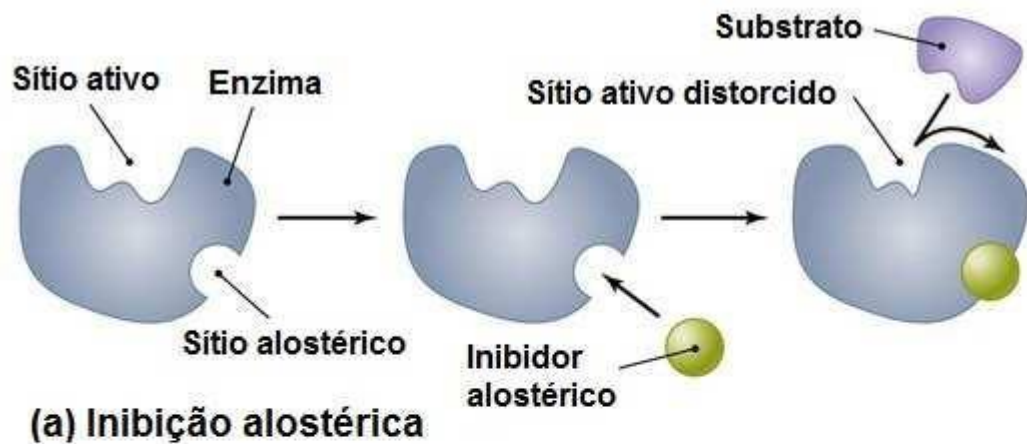 Substrato
Sítio ativo
Enzima
Sítio ativo distorcido
Sítio alostérico
Inibidor
alostérico
(a) Inibição alostérica